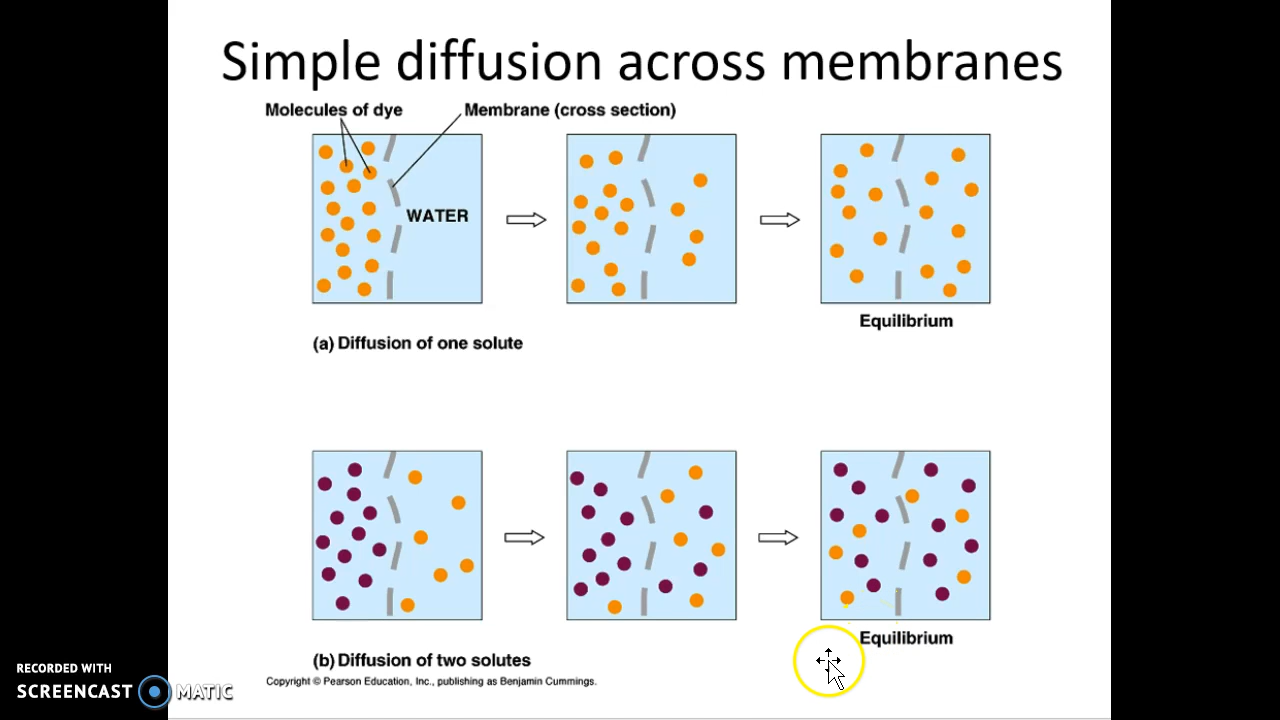 Simple diffusion across membranes
Molecules of dye
Membrane (cross section)
WATER
Equilibrium
(a) Diffusion of one solute
Equilibrium
(b) Diffusion of two solutes
Copyright © Pearson Education, Inc., publishing as Benjamin Cummings.
RECORDED WITH
SCREENCAST MATIC